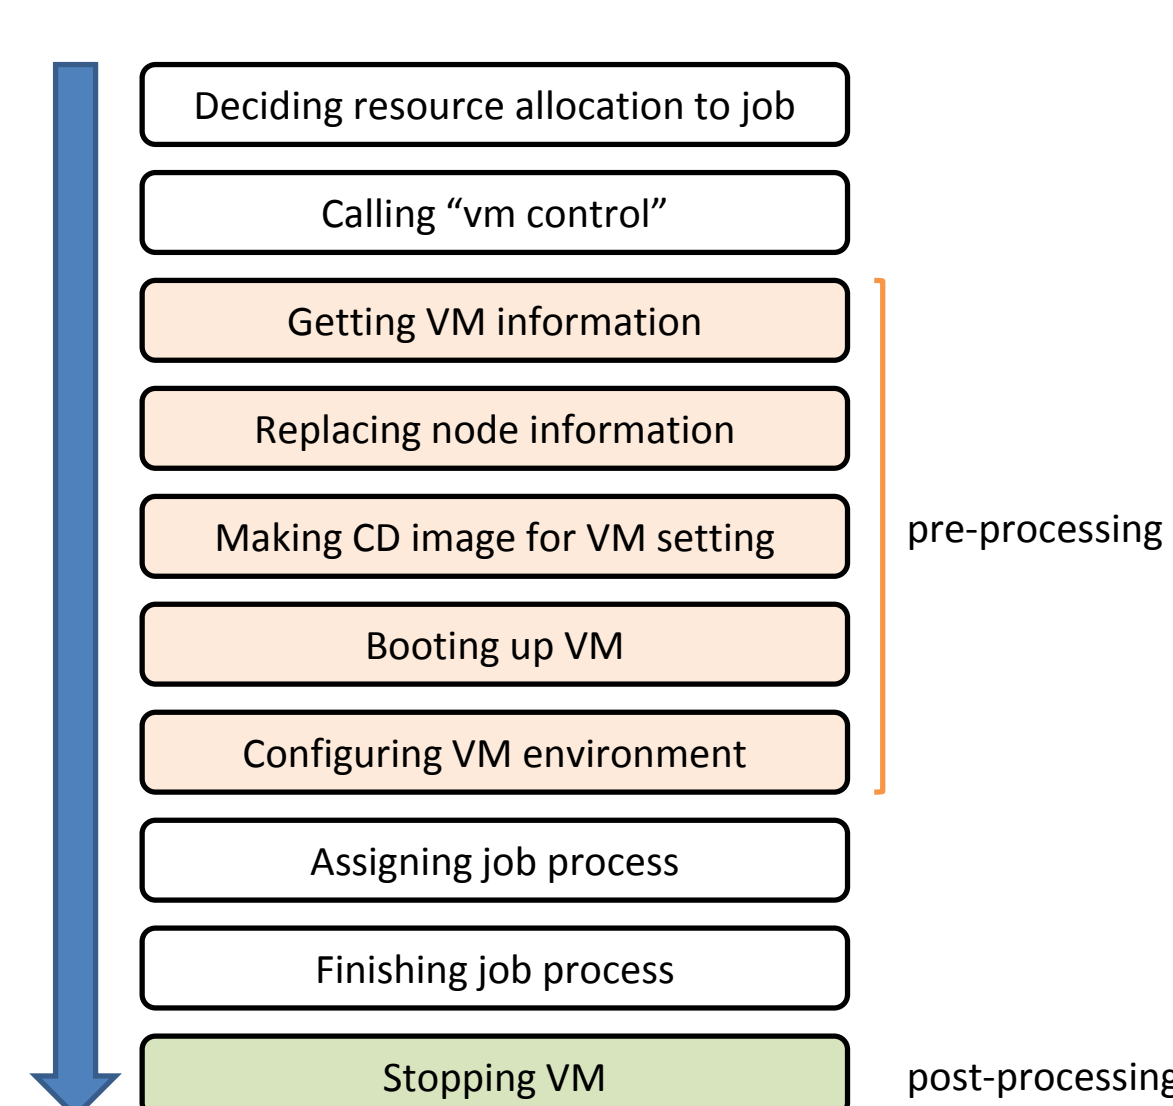 Deciding resource allocation to job
Calling “vm control”
Getting VM information
Replacing node information
Making CD image for VM setting
pre-processing
Booting up VM
Configuring VM environment
Assigning job process
Finishing job process
Stopping VM
post-processing